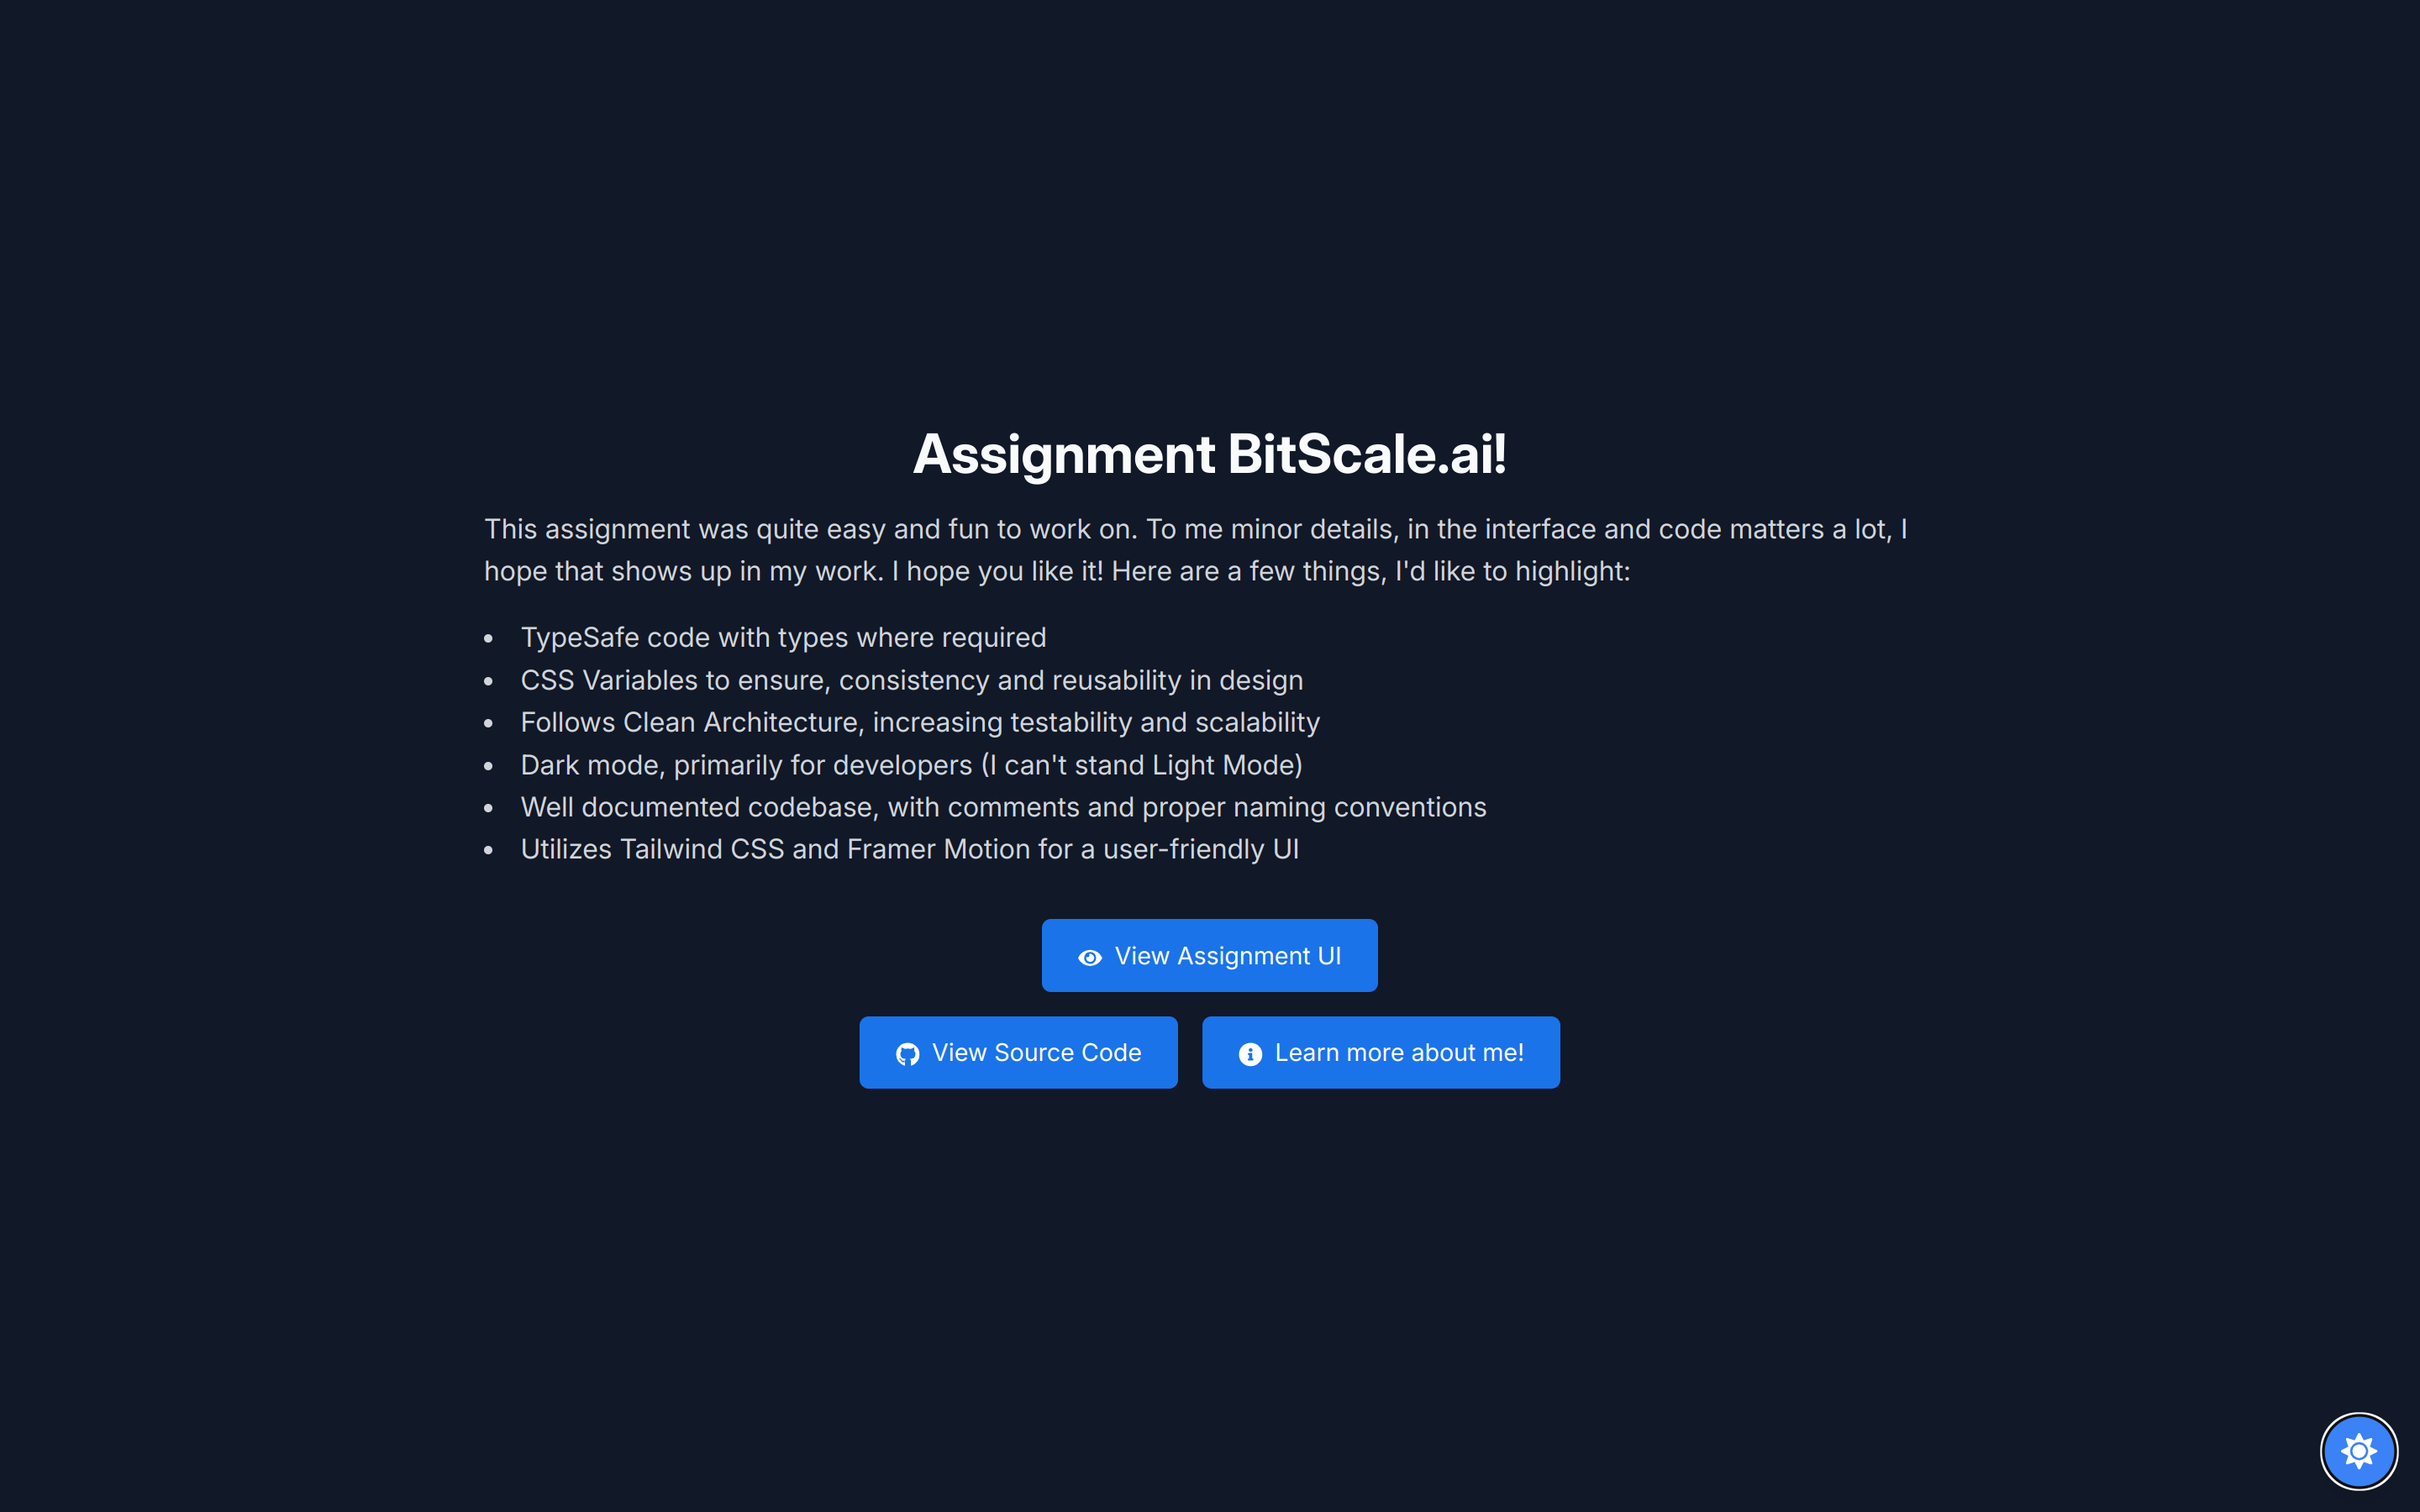 Assignment BitScale.ai!
This assignment was quite easy and fun to work on. To me minor details, in the interface and code matters a lot, I
hope that shows up in my work. I hope you like it! Here are a few things, I'd like to highlight:
• TypeSafe code with types where required
• CSS Variables to ensure, consistency and reusability in design
• Follows Clean Architecture, increasing testability and scalability
• Dark mode, primarily for developers (I can't stand Light Mode)
• Well documented codebase, with comments and proper naming conventions
• Utilizes Tailwind CSS and Framer Motion for a user-friendly UI
View Assignment UI
View Source Code
Learn more about me!